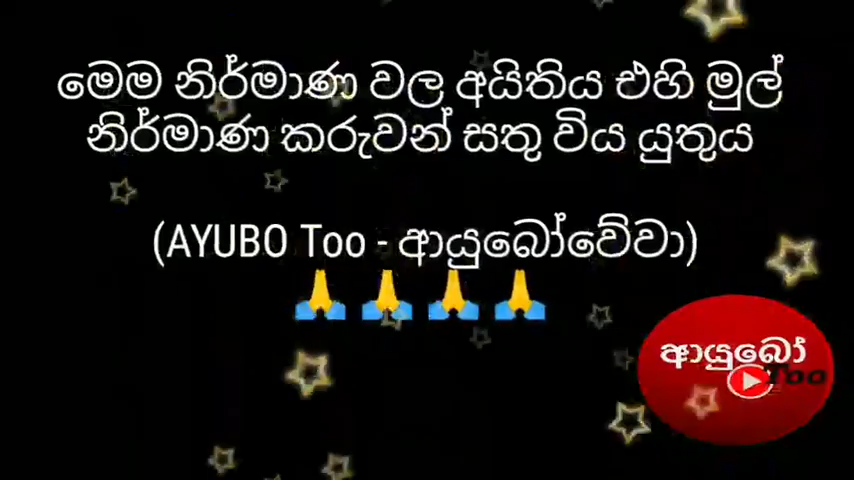 මෙම නිර්මාණ වල අයිතිය එහි මුල්
නිර්මාණ කරුවන් සතු විය යුතුය
(AYUBO Too - ආයුබෝවේවා)
ආයුබෝ
Too